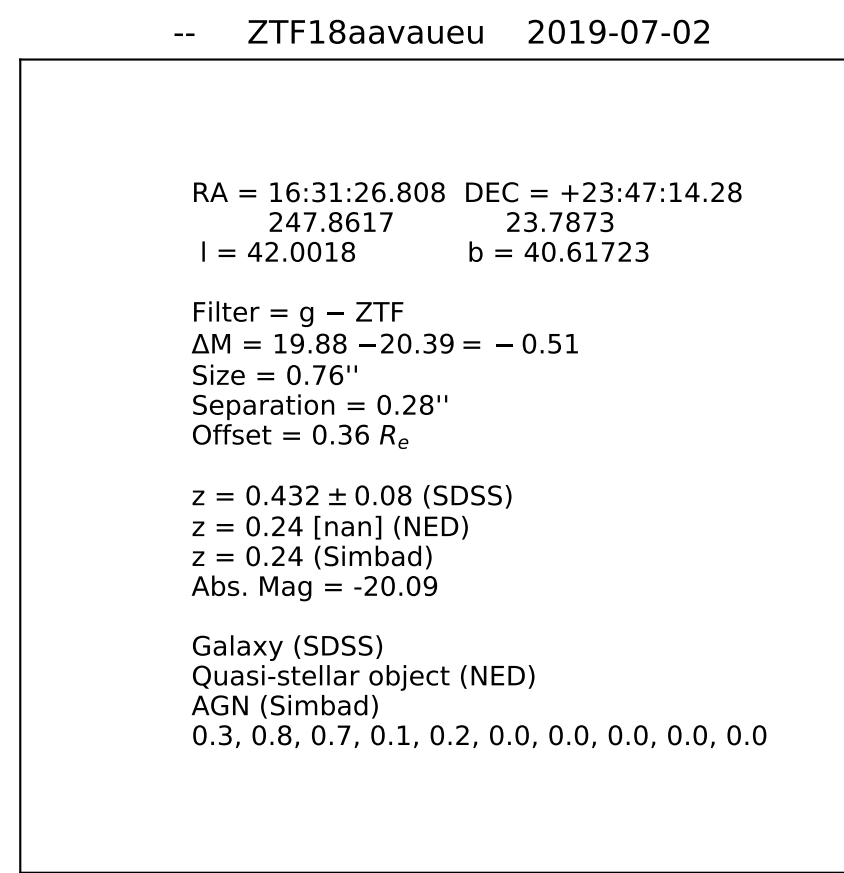 -- ZTF18aavaueu 2019-07-02
RA = 16:31:26.808 DEC = +23:47:14.28
247.8617 23.7873
l = 42.0018 b = 40.61723
Filter = g − ZTF
ΔM = 19.88 −20.39 = − 0.51
Size = 0.76''
Separation = 0.28''
Offset = 0.36 Rₑ
z = 0.432 ± 0.08 (SDSS)
z = 0.24 [nan] (NED)
z = 0.24 (Simbad)
Abs. Mag = -20.09
Galaxy (SDSS)
Quasi-stellar object (NED)
AGN (Simbad)
0.3, 0.8, 0.7, 0.1, 0.2, 0.0, 0.0, 0.0, 0.0, 0.0